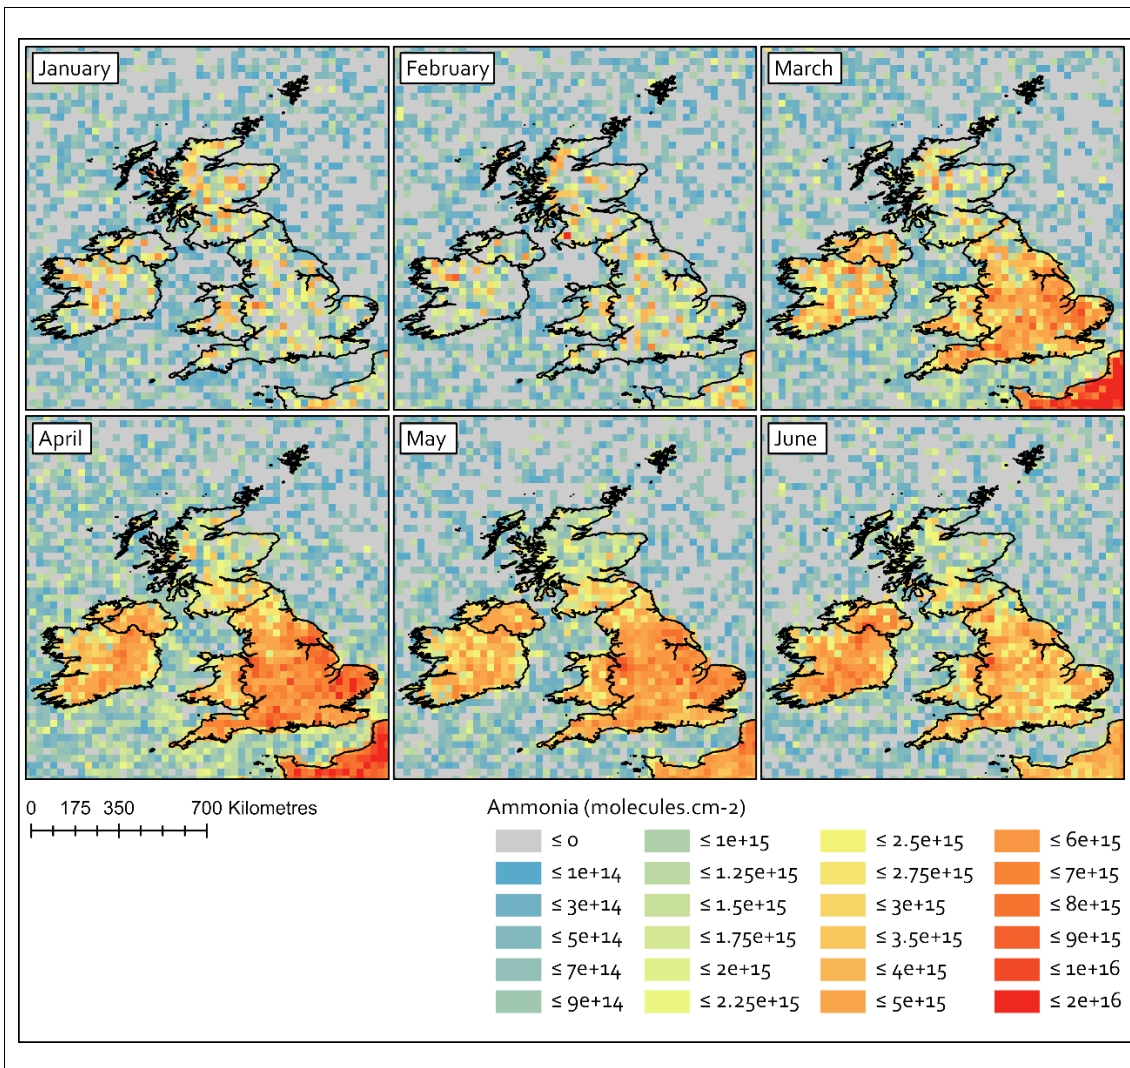 January
February
March
April
May
June
0 175 350 700 Kilometres
Ammonia (molecules.cm-2)
≤ 0 ≤ 1e+15 ≤ 2.5e+15 ≤ 6e+15
≤ 1e+14 ≤ 1.25e+15 ≤ 2.75e+15 ≤ 7e+15
≤ 3e+14 ≤ 1.5e+15 ≤ 3e+15 ≤ 8e+15
≤ 5e+14 ≤ 1.75e+15 ≤ 3.5e+15 ≤ 9e+15
≤ 7e+14 ≤ 2e+15 ≤ 4e+15 ≤ 1e+16
≤ 9e+14 ≤ 2.25e+15 ≤ 5e+15 ≤ 2e+16